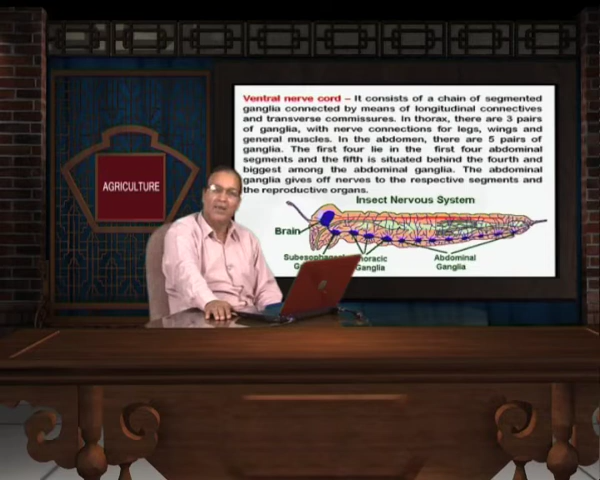 AGRICULTURE
Ventral nerve cord – It consists of a chain of segmented
ganglia connected by means of longitudinal connectives
and transverse commissures. In thorax, there are 3 pairs
of ganglia, with nerve connections for legs, wings and
general muscles. In the abdomen, there are 5 pairs of
ganglia. The first four lie in the first four abdominal
segments and the fifth is situated behind the fourth and
biggest among the abdominal ganglia. The abdominal
ganglia gives off nerves to the respective segments and
the reproductive organs.
Insect Nervous System
Brain
Abdominal
Ganglia
Ganglia